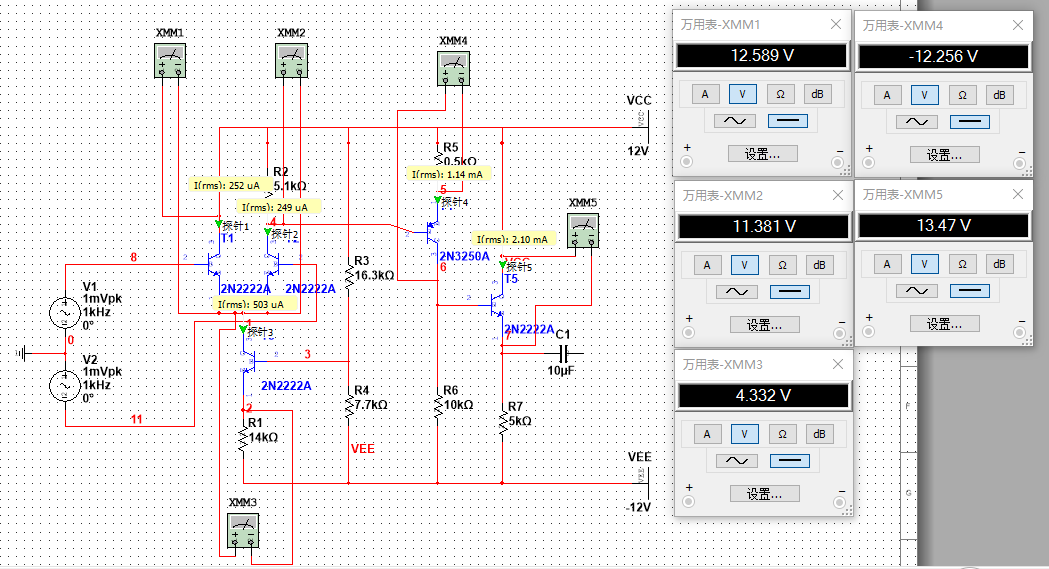 XMM1
XMM2
XMM4
VCC
VCC
12V
R5
0.5kΩ
I(rms): 1.14 mA
R2
5.1kΩ
I(rms): 252 uA
I(rms): 249 uA
5
探针4
4
XMM5
探针1
探针2
T1
I(rms): 2.10 mA
2N3250A
VCC
6
探针5
T5
8
R3
16.3kΩ
2N2222A
2N2222A
V1
1mVpk
1kHz
0°
I(rms): 503 uA
1
探针3
2N2222A
7
C1
10µF
0
3
V2
1mVpk
1kHz
0°
2N2222A
R4
7.7kΩ
R6
10kΩ
R7
5kΩ
11
2
R1
14kΩ
VEE
VEE
VEE
-12V
XMM3
F
G
万用表-XMM1
12.589 V
A
V
Ω
dB
设置...
+
−
万用表-XMM4
-12.256 V
A
V
Ω
dB
设置...
+
−
万用表-XMM2
11.381 V
A
V
Ω
dB
设置...
+
−
万用表-XMM5
13.47 V
A
V
Ω
dB
设置...
+
−
万用表-XMM3
4.332 V
A
V
Ω
dB
设置...
+
−